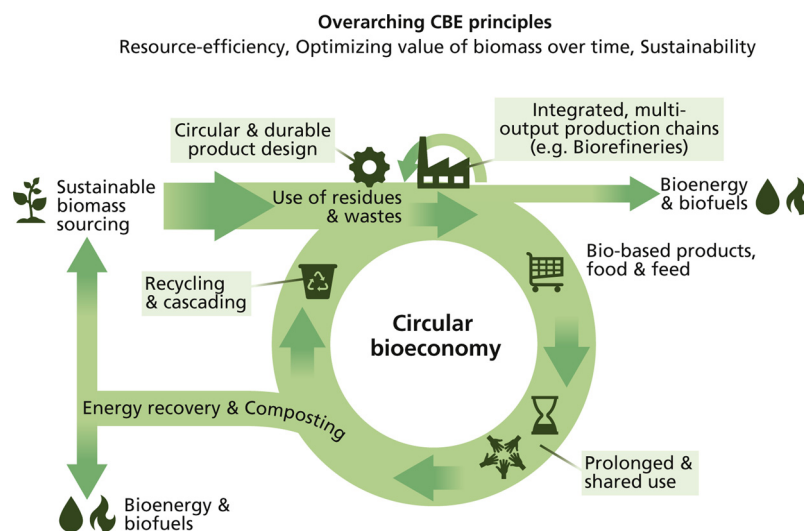 Overarching CBE principles
Resource-efficiency, Optimizing value of biomass over time, Sustainability
Circular & durable
product design
Integrated, multi-
output production chains
(e.g. Biorefineries)
Sustainable
biomass
sourcing
Use of residues
& wastes
Bioenergy
& biofuels
Bio-based products,
food & feed
Recycling
& cascading
Circular
bioeconomy
Energy recovery & Composting
Prolonged &
shared use
Bioenergy &
biofuels